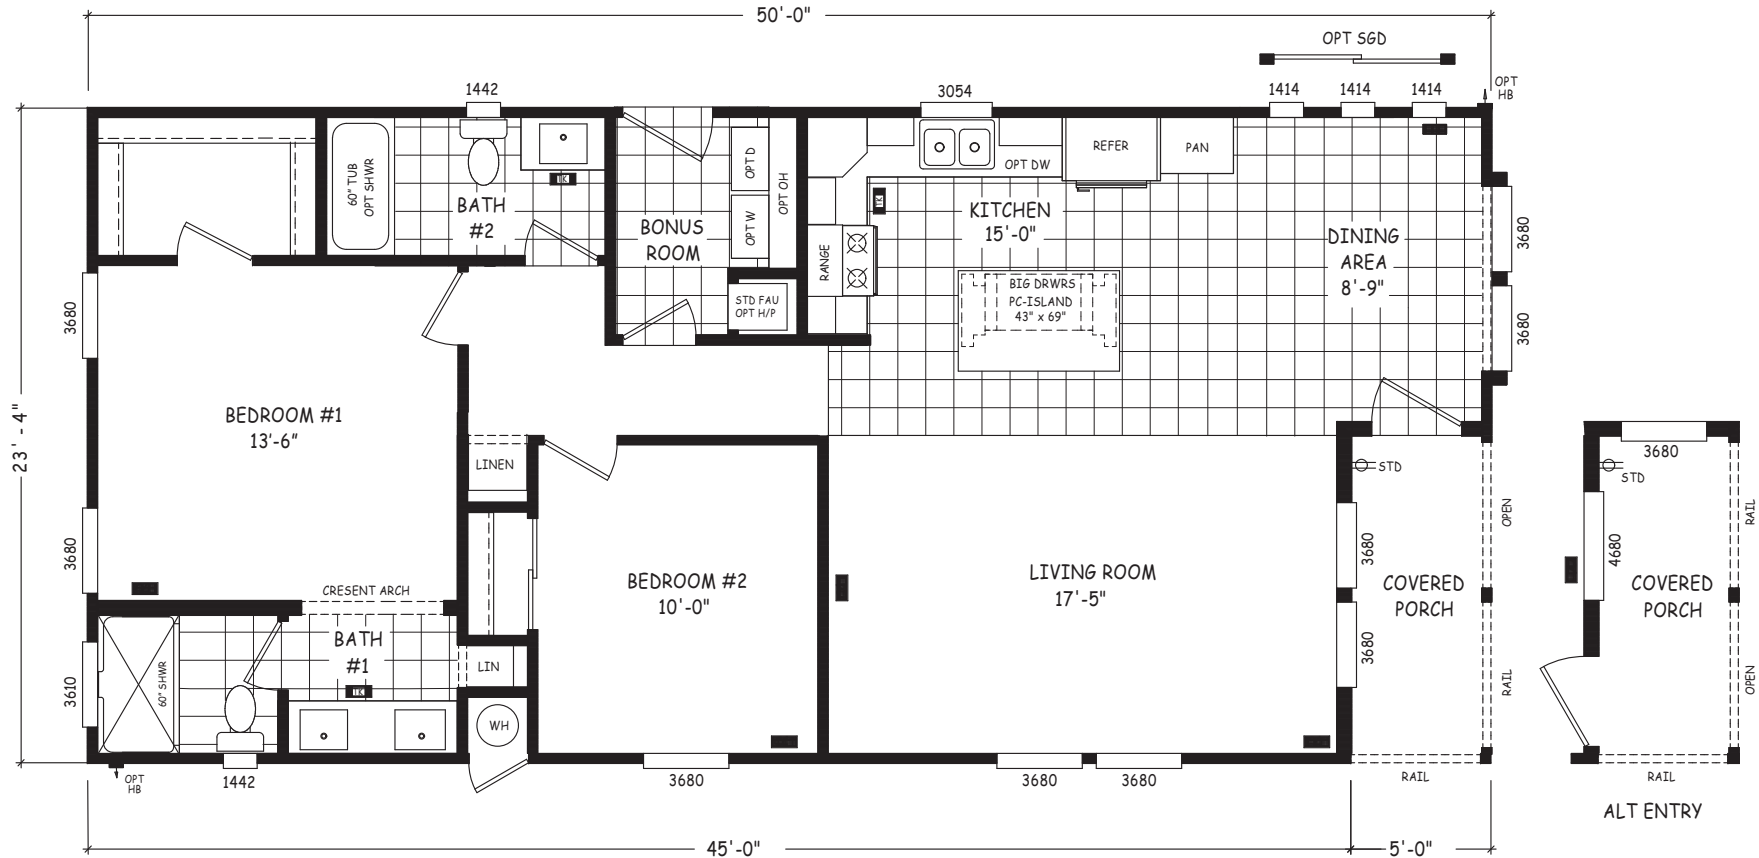 50'-0"
OPT SGD
OPT
HB
1442
3054
1414
1414
1414
60" TUB
OPT SHWR
BATH
#2
TK
BONUS
ROOM
OPT D
OPT W
OPT OH
STD FAU
OPT H/P
OPT DW
REFER
PAN
TK
KITCHEN
15'-0"
RANGE
BIG DRWRS
PC-ISLAND
43" x 69"
DINING
AREA
8'-9"
3680
3680
3680
3680
23'-4"
BEDROOM #1
13'-6"
LINEN
CRESENT ARCH
BATH
#1
TK
60" SHWR
3610
LIN
WH
BEDROOM #2
10'-0"
LIVING ROOM
17'-5"
STD
3680
3680
COVERED
PORCH
OPEN
RAIL
RAIL
3680
STD
4680
COVERED
PORCH
RAIL
OPEN
RAIL
ALT ENTRY
OPT
HB
1442
3680
3680
3680
45'-0"
5'-0"